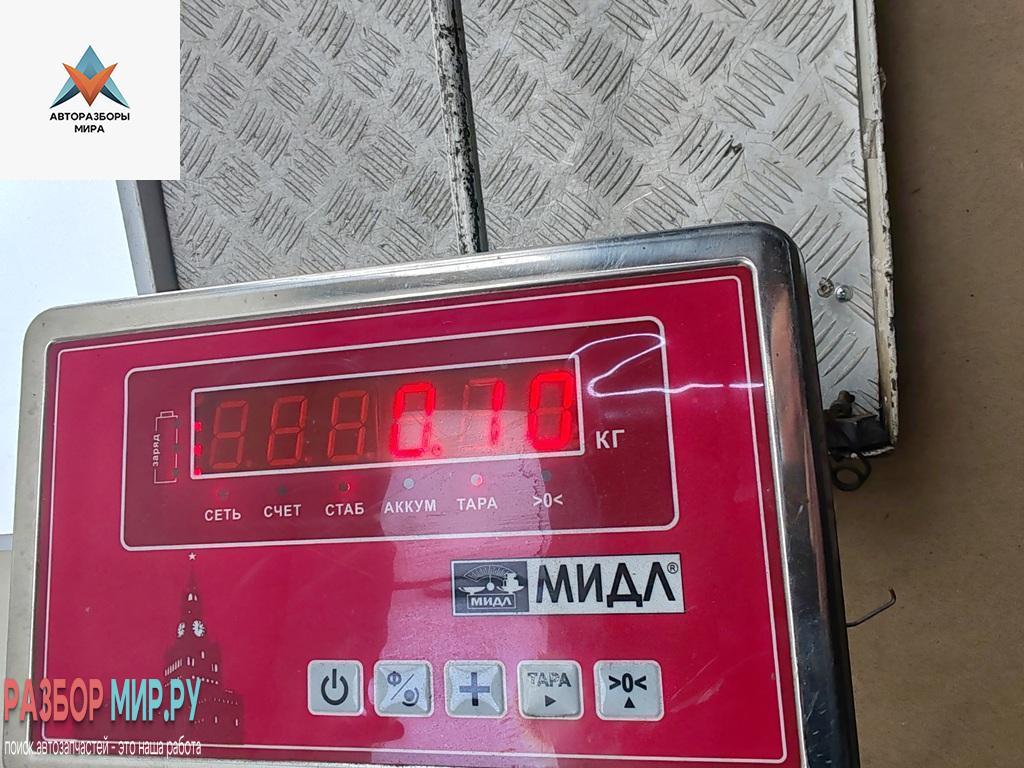 АВТОРАЗБОРЫ
МИРА
заряд
0.10
КГ
СЕТЬ СЧЕТ СТАБ АККУМ ТАРА >0<
МИДЛ МИДЛ®
Ф/ + ТАРА >0<
РАЗБОР МИР.РУ
поиск автозапчастей - это наша работа